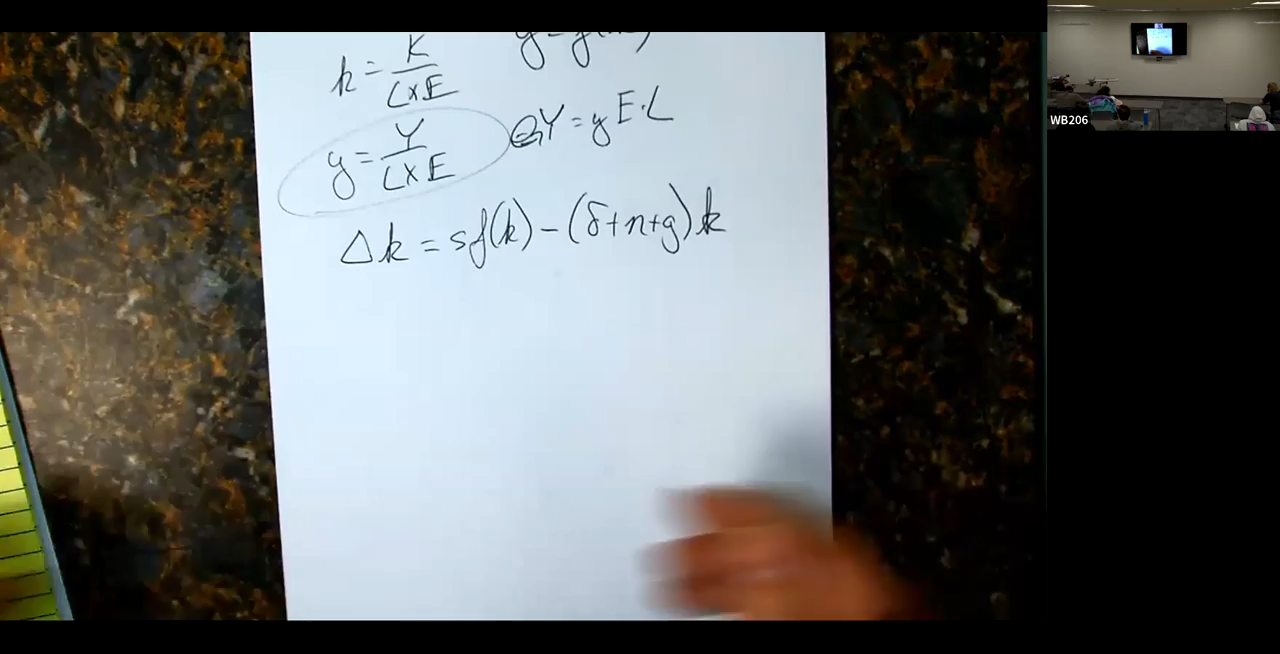 k = K / L×E
y = Y / L×E Y = y E·L
Δk = sf(k) − (δ+n+g)k
WB206